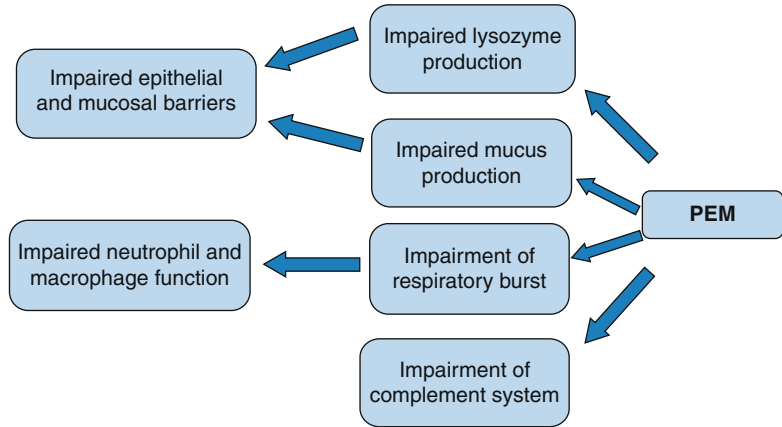 Impaired lysozyme
production
Impaired epithelial
and mucosal barriers
Impaired mucus
production
PEM
Impaired neutrophil and
macrophage function
Impairment of
respiratory burst
Impairment of
complement system